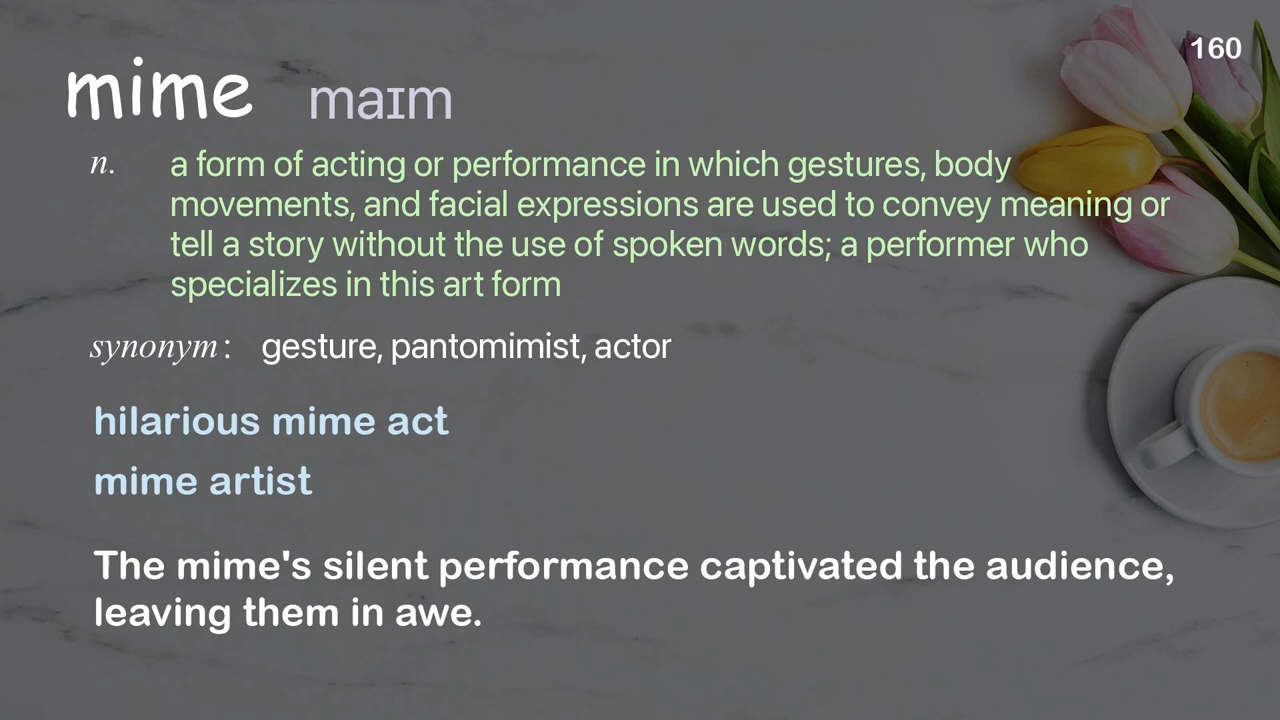 160
mime maɪm
n. a form of acting or performance in which gestures, body
movements, and facial expressions are used to convey meaning or
tell a story without the use of spoken words; a performer who
specializes in this art form
synonym: gesture, pantomimist, actor
hilarious mime act
mime artist
The mime's silent performance captivated the audience,
leaving them in awe.